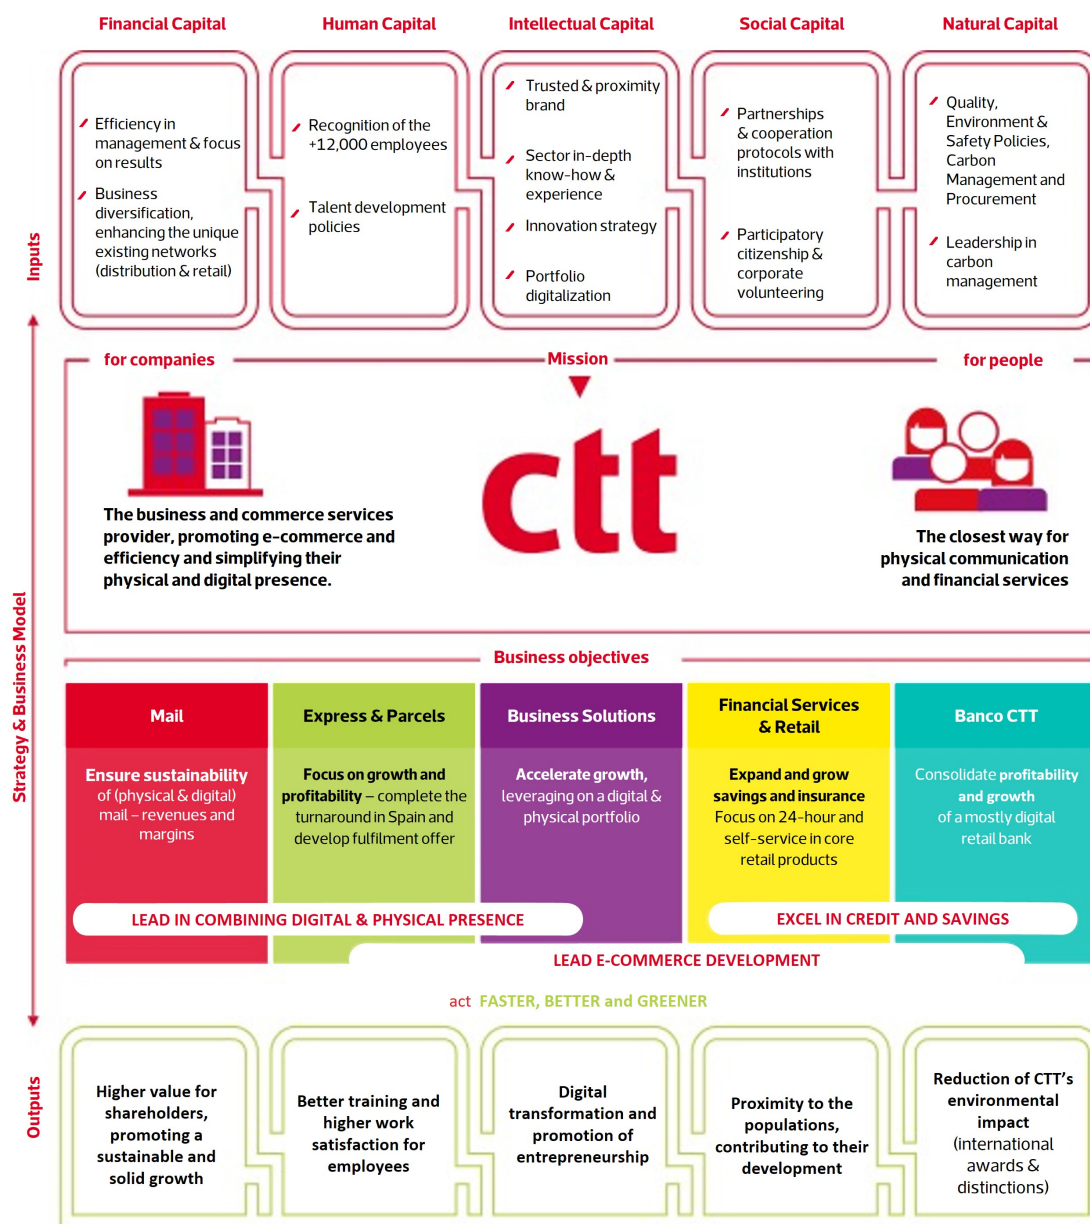 Financial Capital
Human Capital
Intellectual Capital
Social Capital
Natural Capital
Inputs
Efficiency in
management & focus
on results
Business
diversification,
enhancing the unique
existing networks
(distribution & retail)
Recognition of the
+12,000 employees
Talent development
policies
Trusted & proximity
brand
Sector in-depth
know-how &
experience
Innovation strategy
Portfolio
digitalization
Partnerships
& cooperation
protocols with
institutions
Participatory
citizenship &
corporate
volunteering
Quality,
Environment &
Safety Policies,
Carbon
Management and
Procurement
Leadership in
carbon
management
Strategy & Business Model
for companies
Mission
for people
ctt
The business and commerce services
provider, promoting e-commerce and
efficiency and simplifying their
physical and digital presence.
The closest way for
physical communication
and financial services
Business objectives
Mail
Ensure sustainability
of (physical & digital)
mail – revenues and
margins
Express & Parcels
Focus on growth and
profitability – complete the
turnaround in Spain and
develop fulfilment offer
Business Solutions
Accelerate growth,
leveraging on a digital &
physical portfolio
Financial Services
& Retail
Expand and grow
savings and insurance
Focus on 24-hour and
self-service in core
retail products
Banco CTT
Consolidate profitability
and growth
of a mostly digital
retail bank
LEAD IN COMBINING DIGITAL & PHYSICAL PRESENCE
EXCEL IN CREDIT AND SAVINGS
LEAD E-COMMERCE DEVELOPMENT
act FASTER, BETTER and GREENER
Outputs
Higher value for
shareholders,
promoting a
sustainable and
solid growth
Better training and
higher work
satisfaction for
employees
Digital
transformation and
promotion of
entrepreneurship
Proximity to the
populations,
contributing to their
development
Reduction of CTT's
environmental
impact
(international
awards &
distinctions)